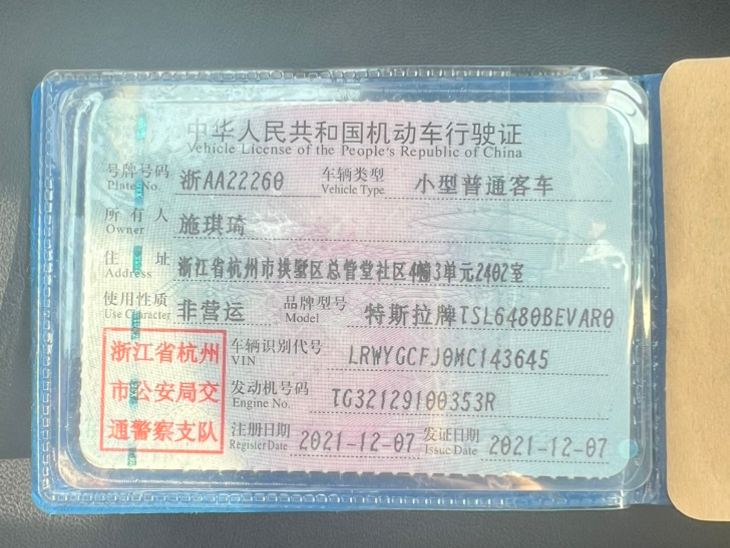 中华人民共和国机动车行驶证
Vehicle License of the People's Republic of China
号牌号码 Plate No. 浙AA22260 车辆类型 Vehicle Type 小型普通客车
所有人 Owner 施琪琦
住址 Address 浙江省杭州市拱墅区总管堂社区4幢3单元2402室
使用性质 Use Character 非营运 品牌型号 Model 特斯拉牌TSL6480BEVAR0
车辆识别代号 VIN LRWYGCFJ0MC143645
发动机号码 Engine No. TG32129100353R
注册日期 Register Date 2021-12-07 发证日期 Issue Date 2021-12-07
浙江省杭州
市公安局交
通警察支队